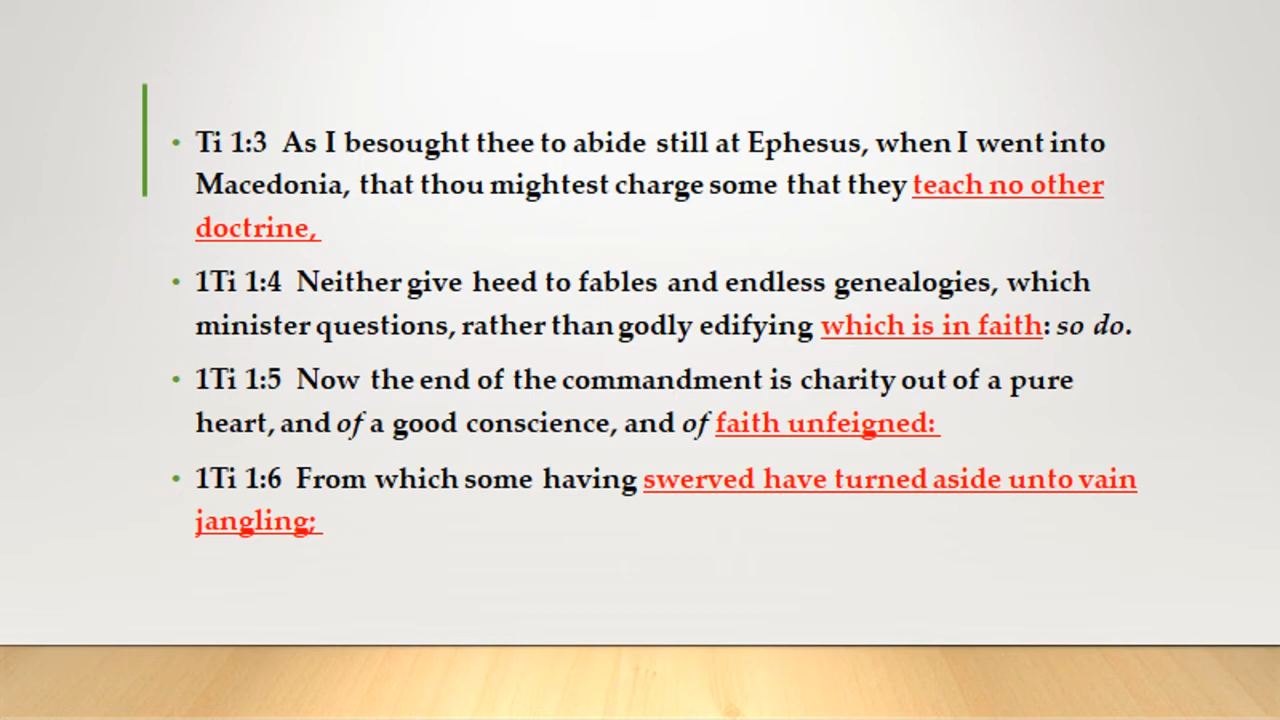 • Ti 1:3 As I besought thee to abide still at Ephesus, when I went into
Macedonia, that thou mightest charge some that they teach no other
doctrine,
• 1Ti 1:4 Neither give heed to fables and endless genealogies, which
minister questions, rather than godly edifying which is in faith: so do.
• 1Ti 1:5 Now the end of the commandment is charity out of a pure
heart, and of a good conscience, and of faith unfeigned:
• 1Ti 1:6 From which some having swerved have turned aside unto vain
jangling;